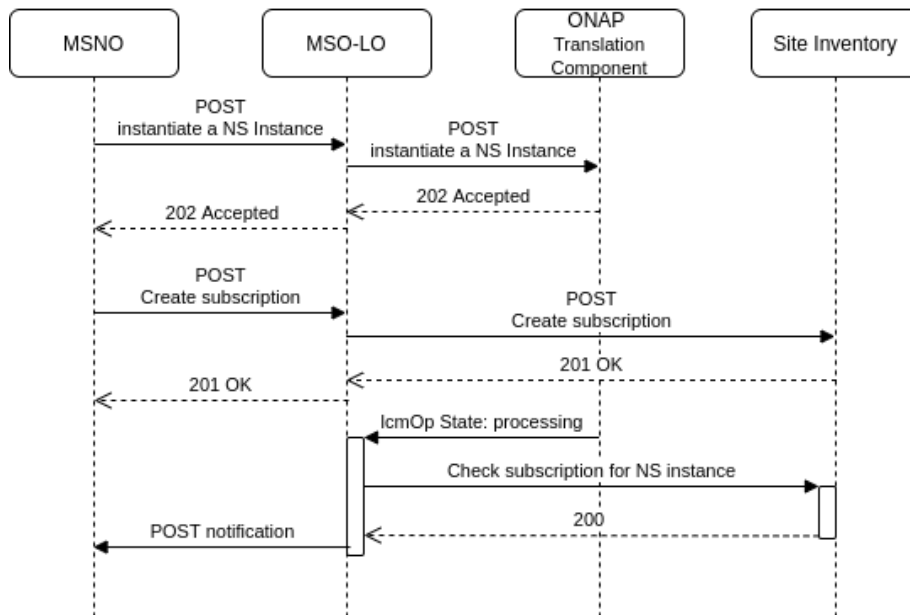 MSNO
MSO-LO
ONAP
Translation
Component
Site Inventory
POST
instantiate a NS Instance
POST
instantiate a NS Instance
202 Accepted
202 Accepted
POST
Create subscription
POST
Create subscription
201 OK
201 OK
lcmOp State: processing
Check subscription for NS instance
200
POST notification